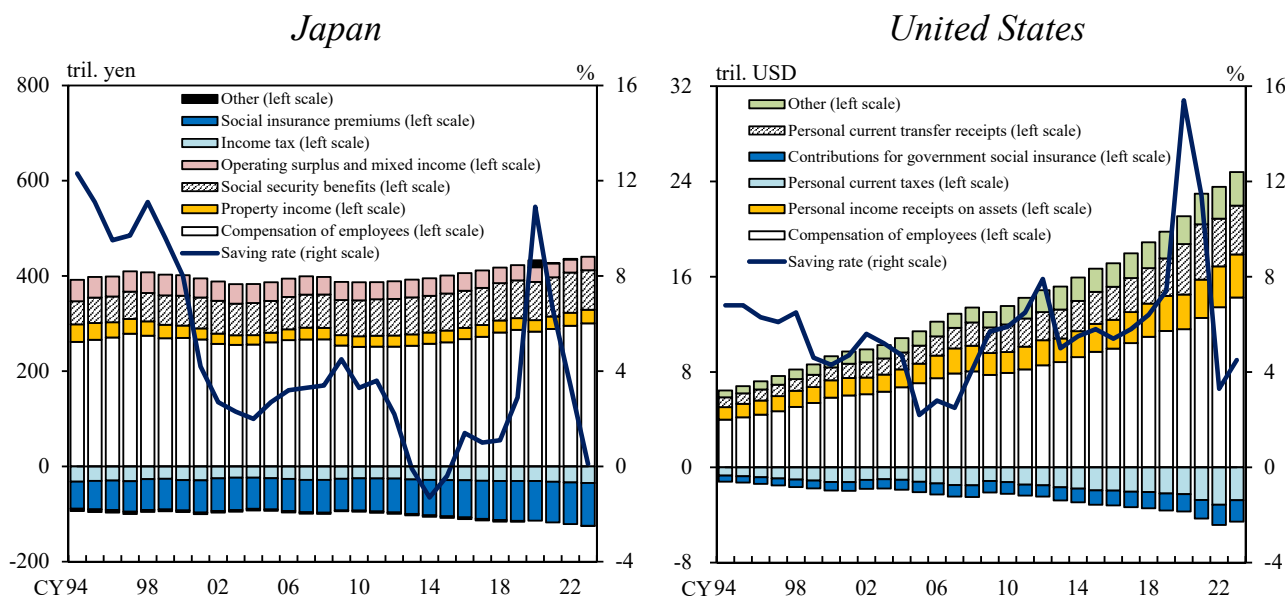 Japan
tril. yen
%
800
600
400
200
0
-200
16
12
8
4
0
-4
Other (left scale)
Social insurance premiums (left scale)
Income tax (left scale)
Operating surplus and mixed income (left scale)
Social security benefits (left scale)
Property income (left scale)
Compensation of employees (left scale)
Saving rate (right scale)
CY94 98 02 06 10 14 18 22
United States
tril. USD
%
32
24
16
8
0
-8
16
12
8
4
0
-4
Other (left scale)
Personal current transfer receipts (left scale)
Contributions for government social insurance (left scale)
Personal current taxes (left scale)
Personal income receipts on assets (left scale)
Compensation of employees (left scale)
Saving rate (right scale)
CY94 98 02 06 10 14 18 22